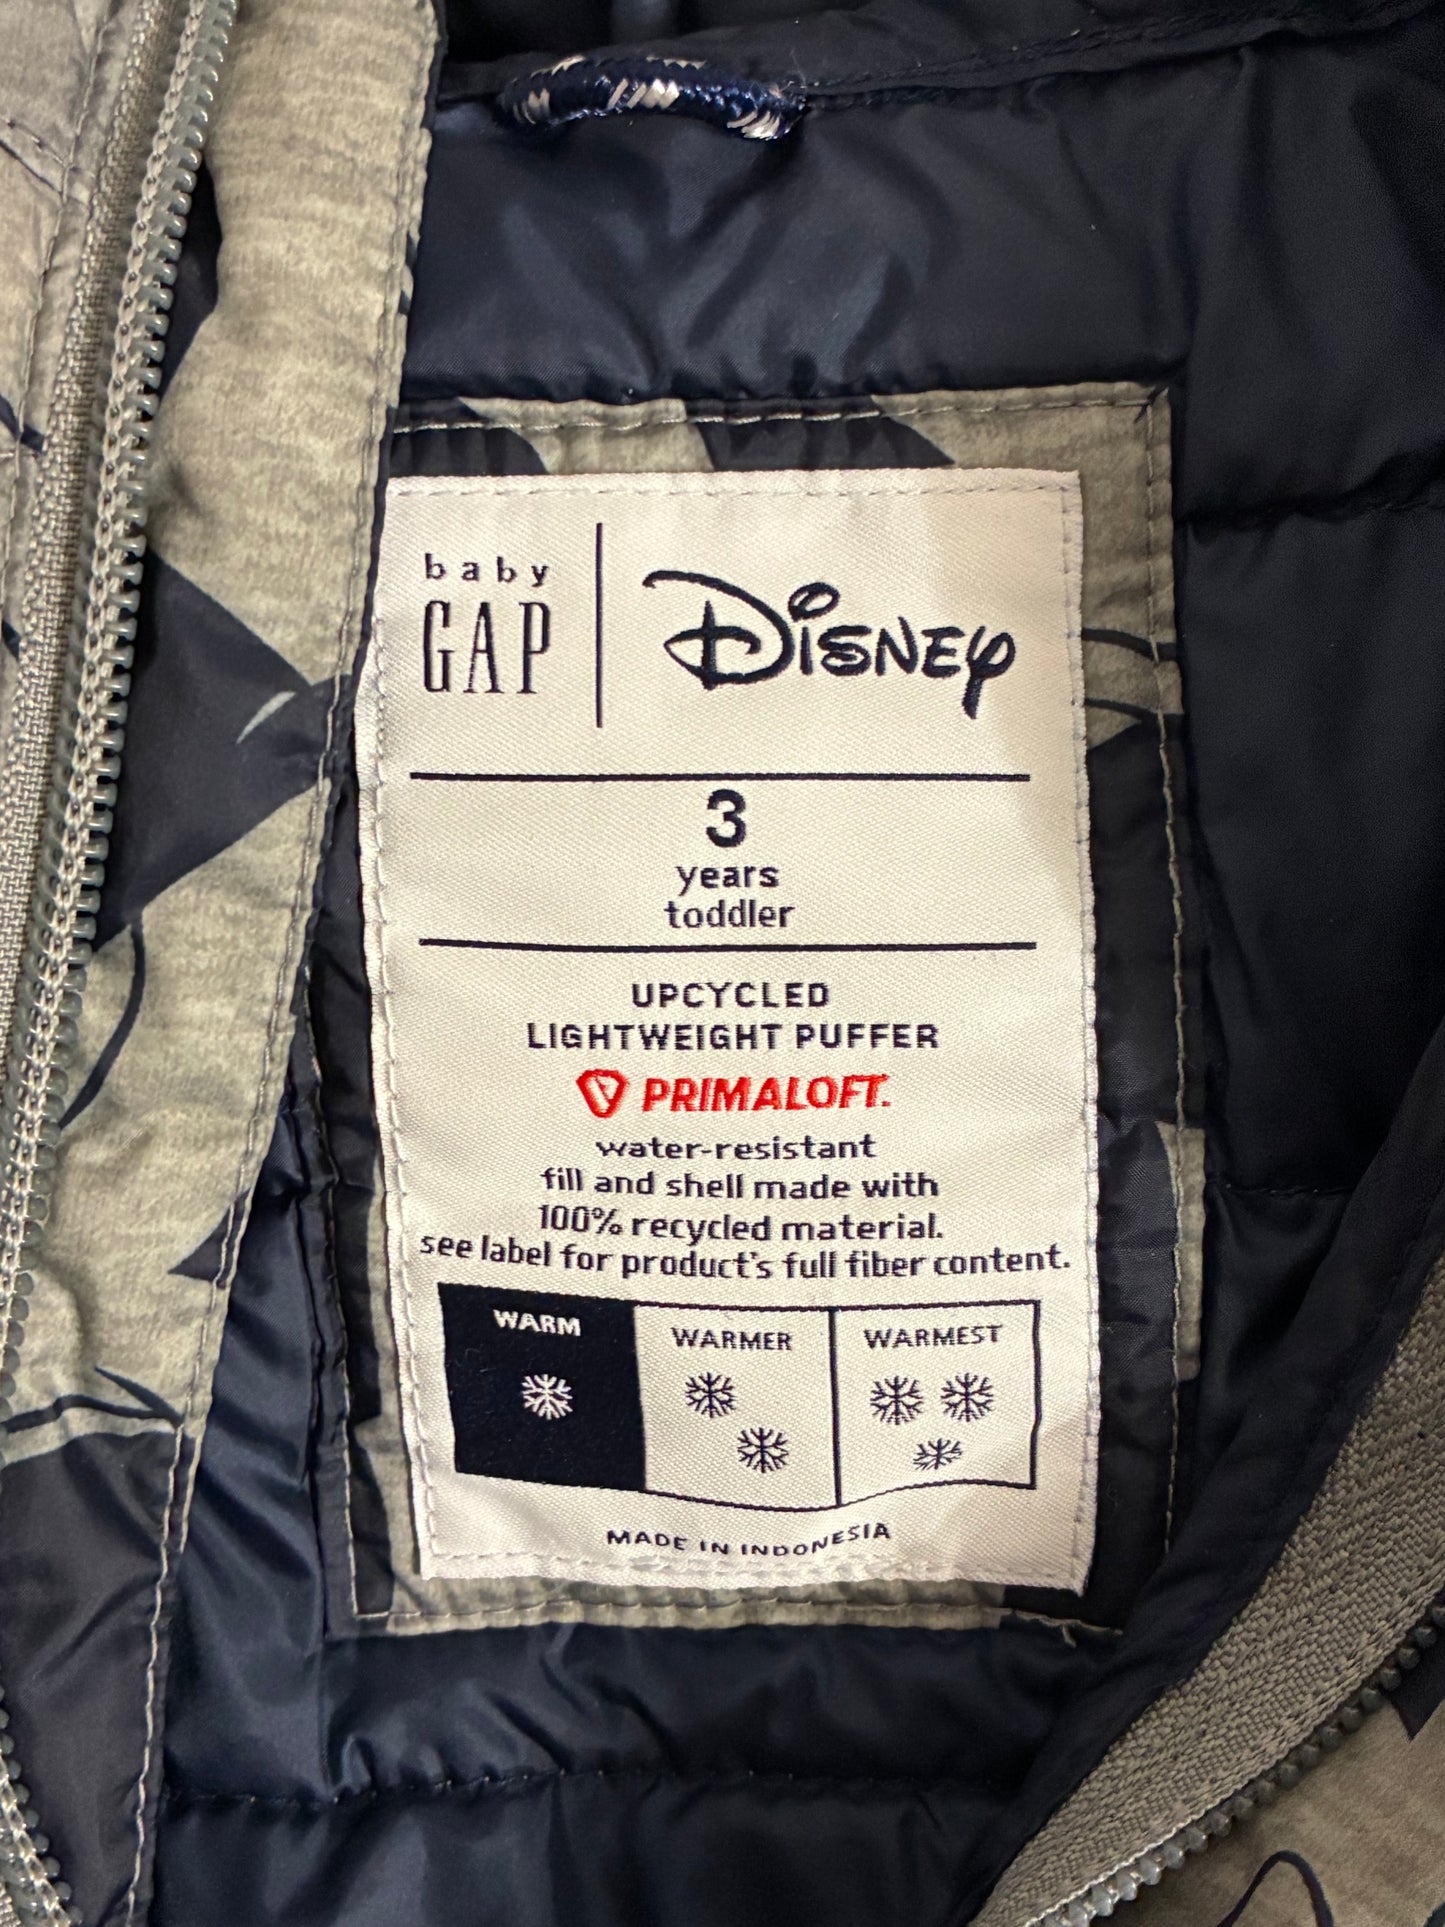 baby
GAP
Disney
3
years
toddler
UPCYCLED
LIGHTWEIGHT PUFFER
PRIMALOFT.
water-resistant
fill and shell made with
100% recycled material.
see label for product's full fiber content.
WARM
WARMER
WARMEST
MADE IN INDONESIA